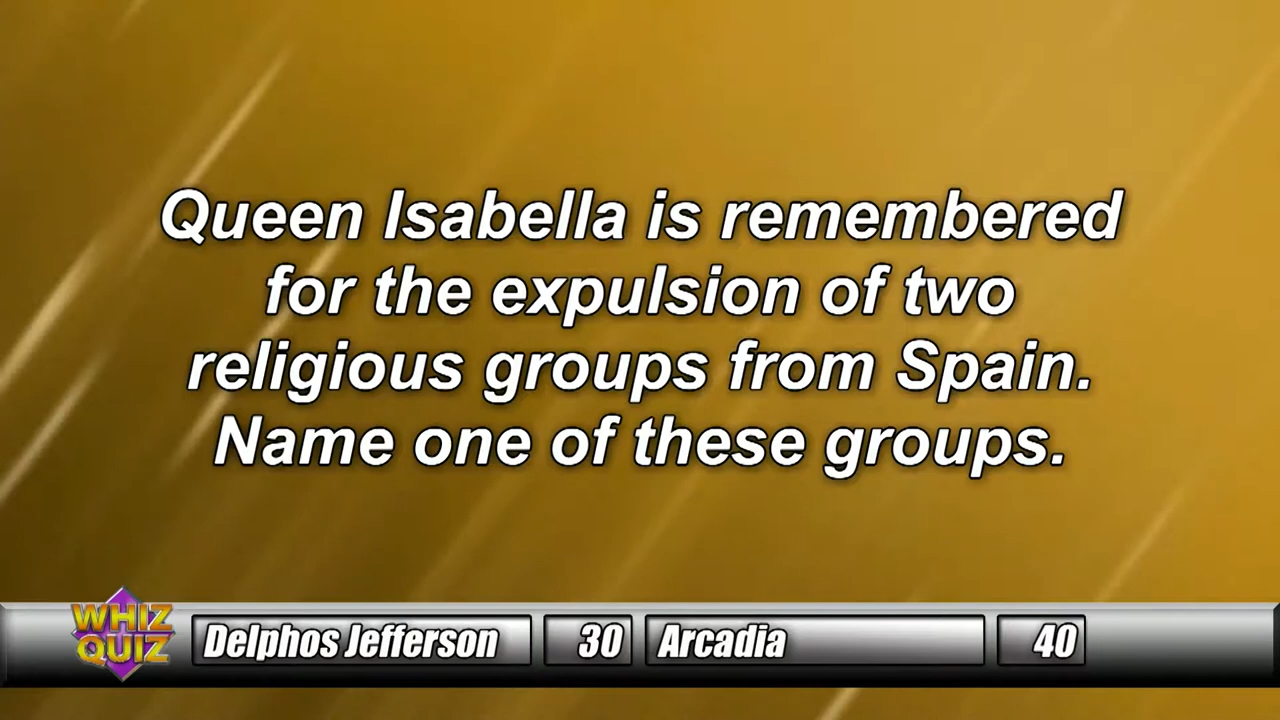 Queen Isabella is remembered
for the expulsion of two
religious groups from Spain.
Name one of these groups.
WHIZ
QUIZ
Delphos Jefferson 30 Arcadia 40